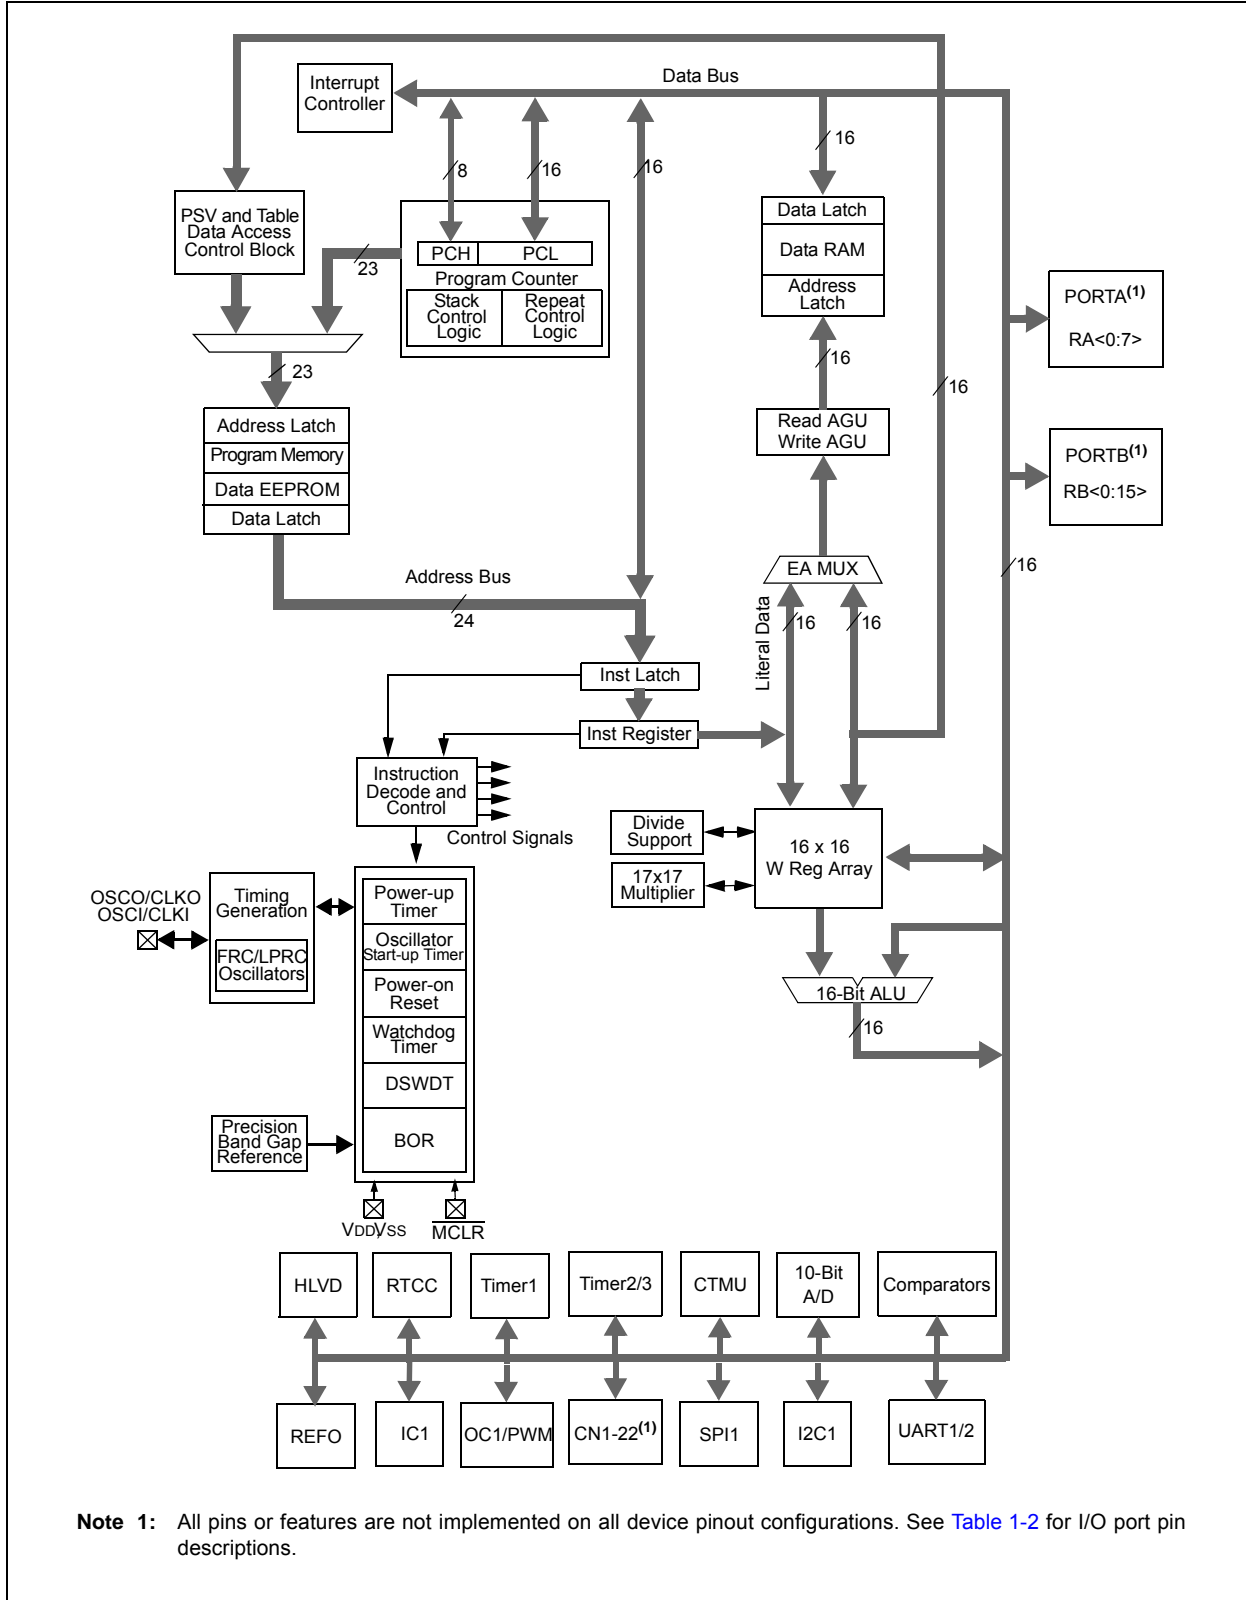 Data Bus
Interrupt
Controller
8
16
16
16
PSV and Table
Data Access
Control Block
23
PCH
PCL
Program Counter
Stack
Control
Logic
Repeat
Control
Logic
Data Latch
Data RAM
Address
Latch
PORTA(1)
RA<0:7>
23
16
16
Address Latch
Program Memory
Data EEPROM
Data Latch
Read AGU
Write AGU
PORTB(1)
RB<0:15>
16
EA MUX
Address Bus
24
Literal Data
16
16
Inst Latch
Inst Register
Instruction
Decode and
Control
Control Signals
Divide
Support
17x17
Multiplier
16 x 16
W Reg Array
OSCO/CLKO
OSCI/CLKI
Timing
Generation
FRC/LPRC
Oscillators
Power-up
Timer
Oscillator
Start-up Timer
Power-on
Reset
Watchdog
Timer
DSWDT
BOR
16-Bit ALU
16
Precision
Band Gap
Reference
VDD,VSS
MCLR
HLVD
RTCC
Timer1
Timer2/3
CTMU
10-Bit
A/D
Comparators
REFO
IC1
OC1/PWM
CN1-22(1)
SPI1
I2C1
UART1/2
Note 1: All pins or features are not implemented on all device pinout configurations. See Table 1-2 for I/O port pin
descriptions.